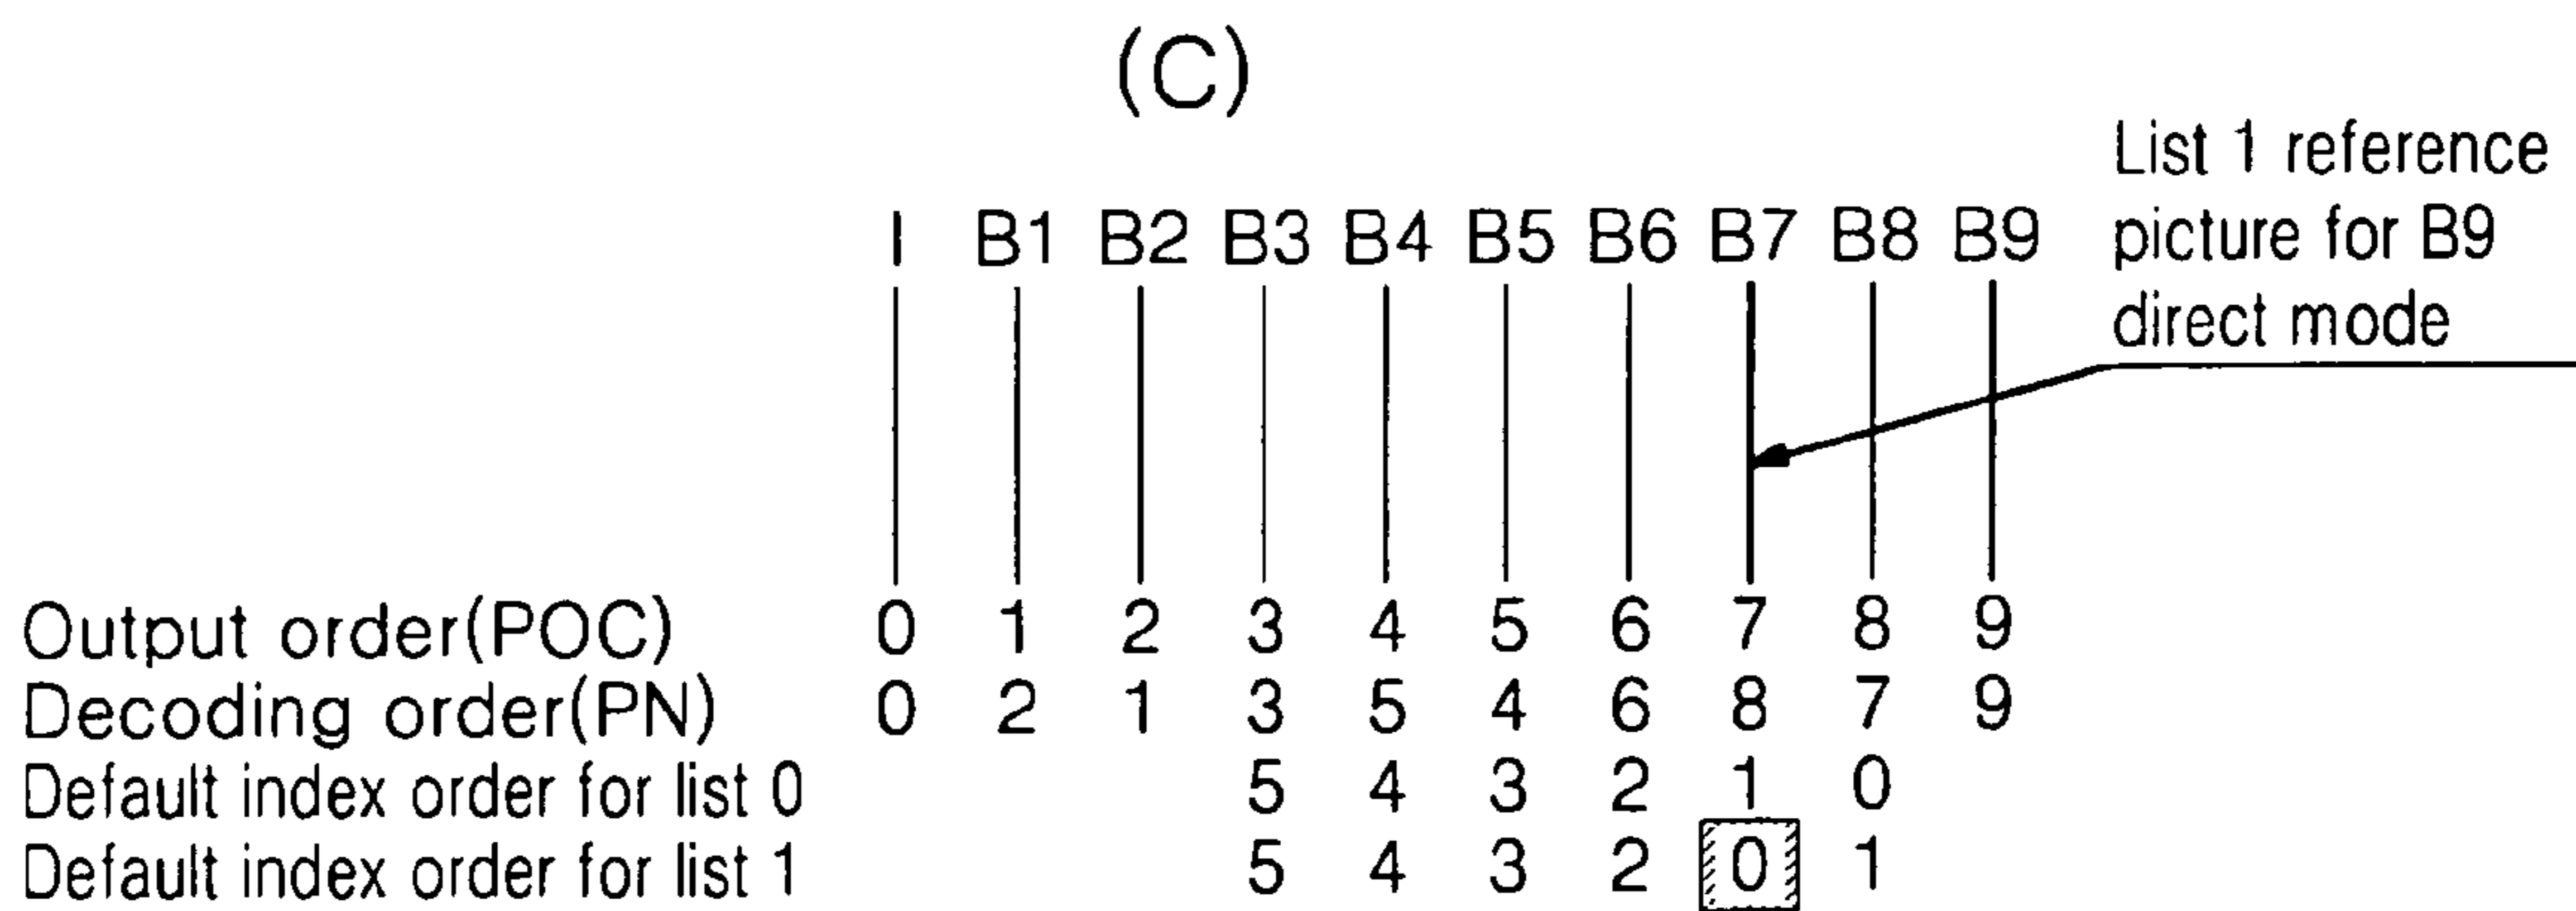 (C)
List 1 reference
picture for B9
direct mode
I B1 B2 B3 B4 B5 B6 B7 B8 B9
Output order(POC) 0 1 2 3 4 5 6 7 8 9
Decoding order(PN) 0 2 1 3 5 4 6 8 7 9
Default index order for list 0 5 4 3 2 1 0
Default index order for list 1 5 4 3 2 0 1